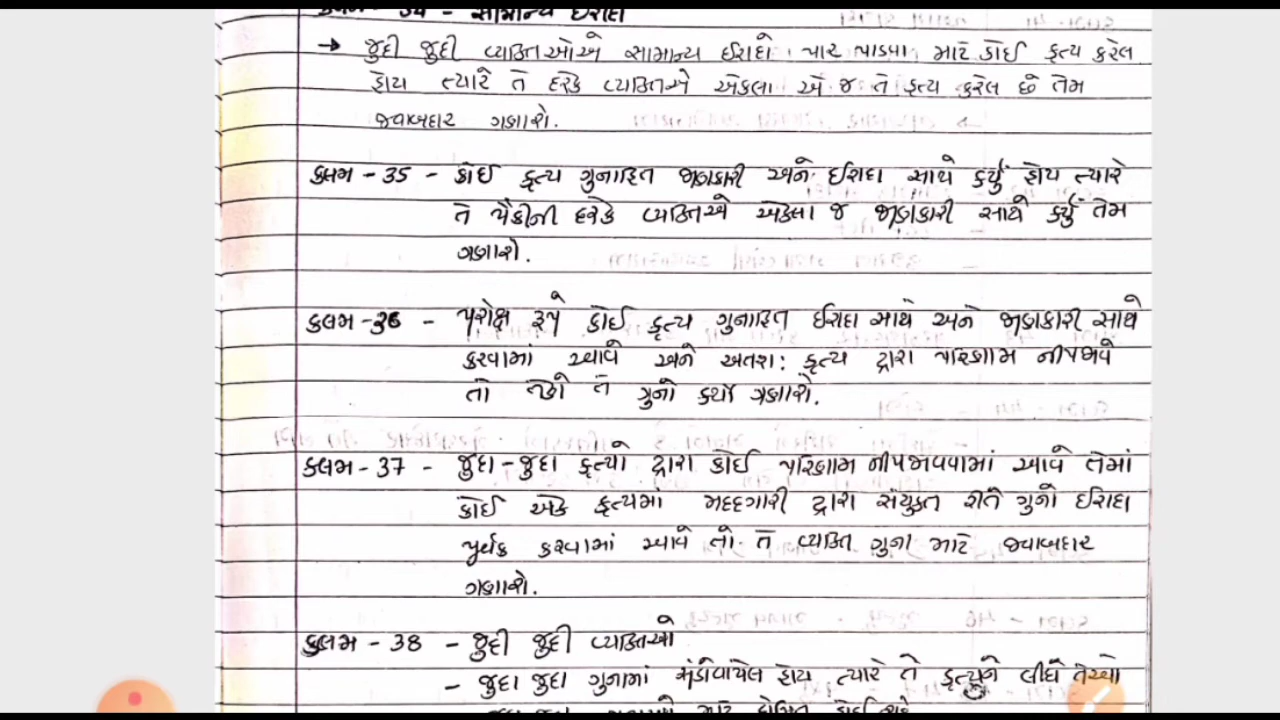 કલમ - 34 - સામાન્ય ઈરાદો
→ જુદી જુદી વ્યક્તિઓએ સામાન્ય ઈરાદો પાર પાડવા માટે કોઈ કૃત્ય કરેલ
હોય ત્યારે તે દરેક વ્યક્તિએ એકલા એ જ તે કૃત્ય કરેલ છે તેમ
જવાબદાર ગણાશે.
કલમ - 35 - કોઈ કૃત્ય ગુનાહિત જાણકારી અને ઈરાદા સાથે કર્યું હોય ત્યારે
તે પૈકીની દરેક વ્યક્તિએ એકલા જ જાણકારી સાથે કર્યું તેમ
ગણાશે.
કલમ - 36 - પરોક્ષ રૂપે કોઈ કૃત્ય ગુનાહિત ઈરાદા સાથે અને જાણકારી સાથે
કરવામાં આવે અને અતશ: કૃત્ય દ્વારા પરિણામ નીપજાવે
તો તેણે તે ગુનો કર્યો ગણાશે.
કલમ - 37 - જુદા - જુદા કૃત્યો દ્વારા કોઈ પરિણામ નીપજાવવામાં આવે તેમાં
કોઈ એક કૃત્યમાં મદદગારી દ્વારા સંયુક્ત રીતે ગુનો ઈરાદા
પૂર્વક કરવામાં આવે તો તે વ્યક્તિ ગુના માટે જવાબદાર
ગણાશે.
કલમ - 38 - જુદી જુદી વ્યક્તિઓ
- જુદા જુદા ગુનામાં સંડોવાયેલ હોય ત્યારે તે કૃત્યને લીધે તેઓ